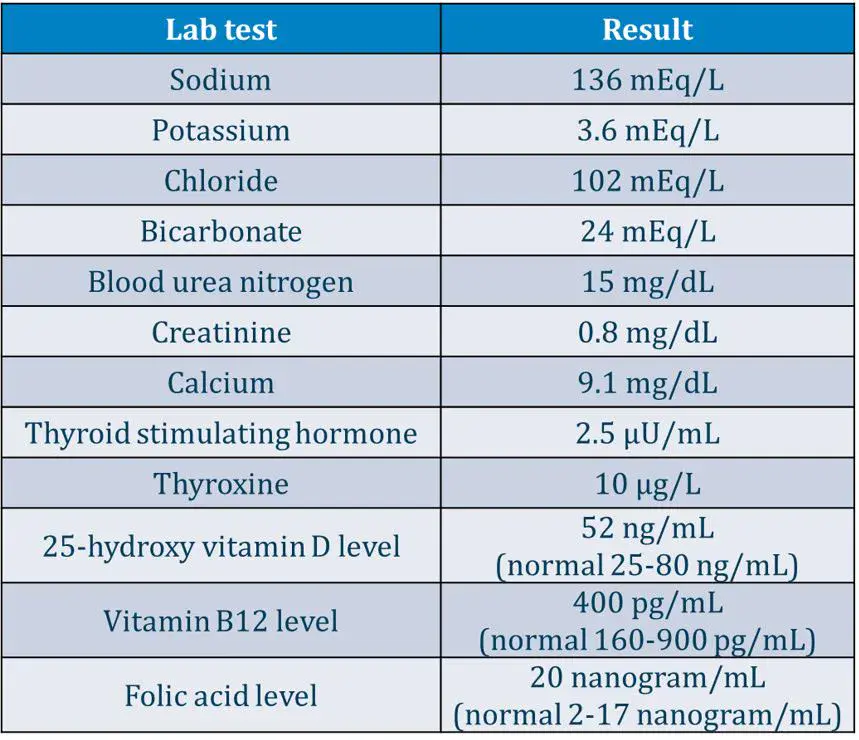 Lab test Result
Sodium 136 mEq/L
Potassium 3.6 mEq/L
Chloride 102 mEq/L
Bicarbonate 24 mEq/L
Blood urea nitrogen 15 mg/dL
Creatinine 0.8 mg/dL
Calcium 9.1 mg/dL
Thyroid stimulating hormone 2.5 μU/mL
Thyroxine 10 μg/L
25-hydroxy vitamin D level 52 ng/mL
(normal 25-80 ng/mL)
Vitamin B12 level 400 pg/mL
(normal 160-900 pg/mL)
Folic acid level 20 nanogram/mL
(normal 2-17 nanogram/mL)